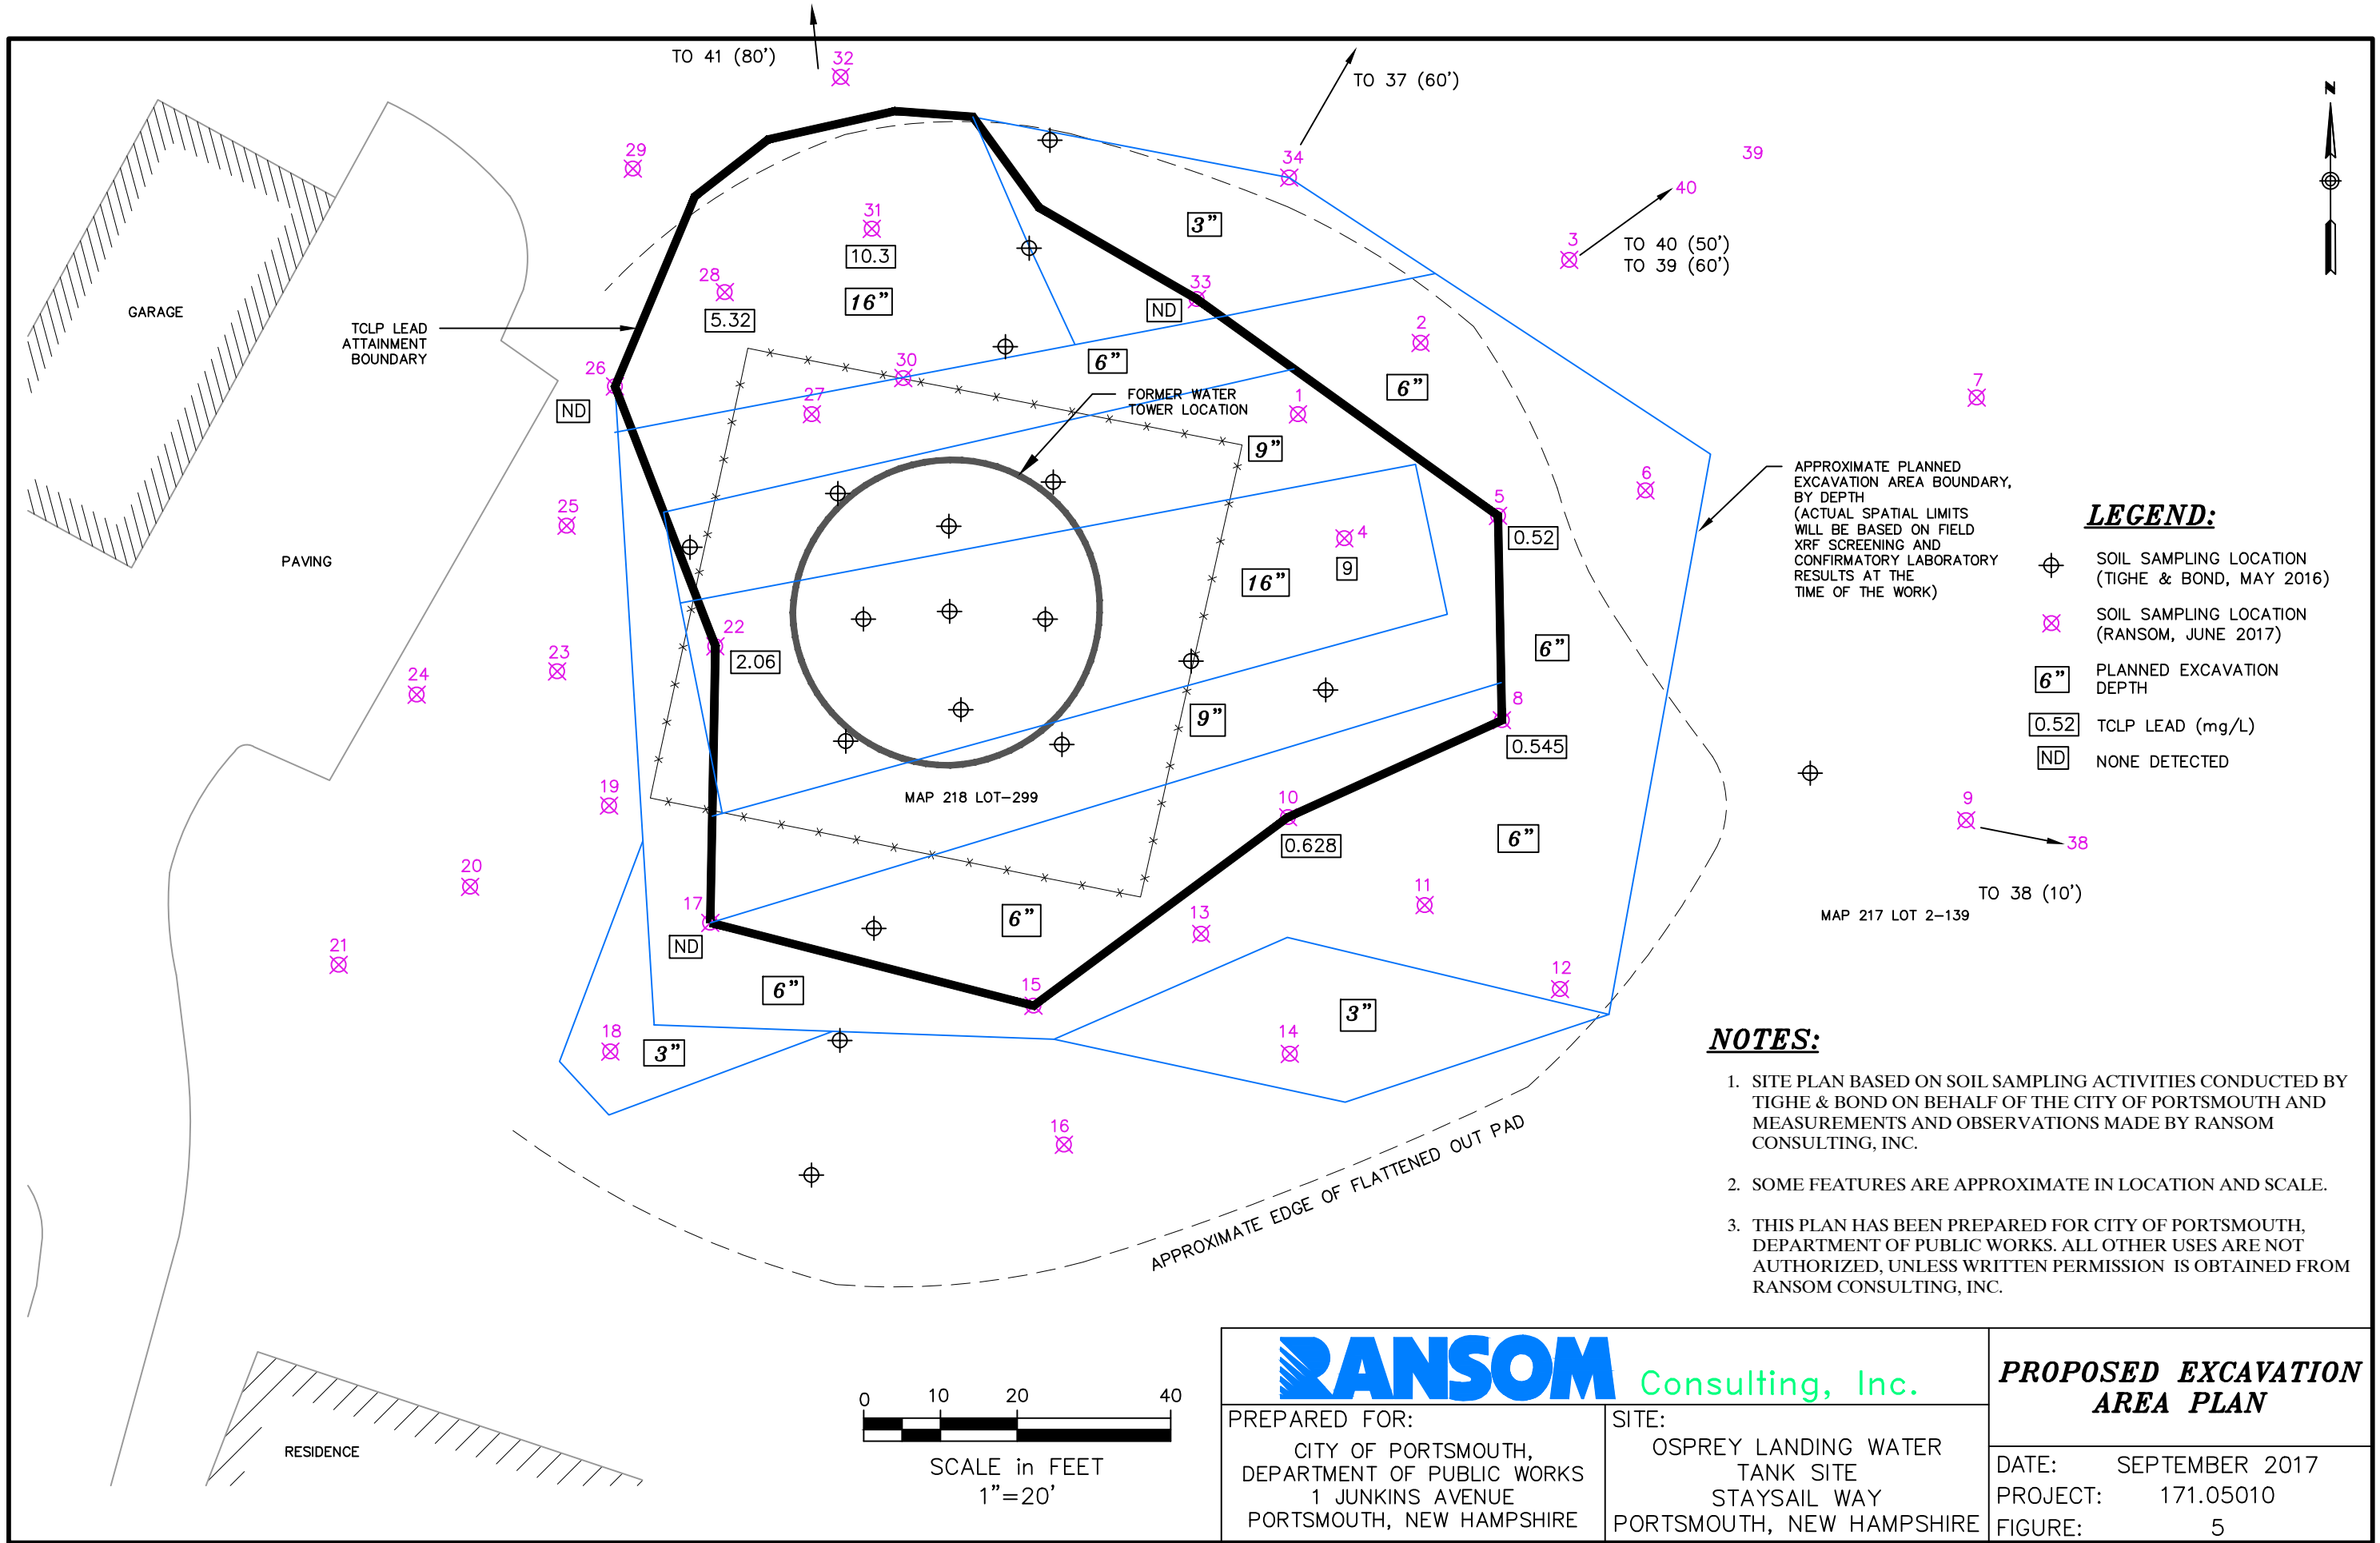 TO 41 (80')
32
TO 37 (60')
N
29
34
39
40
31
3
TO 40 (50')
TO 39 (60')
3"
10.3
28
33
16"
ND
5.32
GARAGE
TCLP LEAD
ATTAINMENT
BOUNDARY
2
26
30
6"
6"
27
1
7
ND
FORMER WATER
TOWER LOCATION
9"
APPROXIMATE PLANNED
EXCAVATION AREA BOUNDARY,
BY DEPTH
(ACTUAL SPATIAL LIMITS
WILL BE BASED ON FIELD
XRF SCREENING AND
CONFIRMATORY LABORATORY
RESULTS AT THE
TIME OF THE WORK)
6
25
5
4
0.52
PAVING
9
16"
LEGEND:
SOIL SAMPLING LOCATION
(TIGHE & BOND, MAY 2016)
SOIL SAMPLING LOCATION
(RANSOM, JUNE 2017)
6" PLANNED EXCAVATION
DEPTH
0.52 TCLP LEAD (mg/L)
ND NONE DETECTED
22
2.06
23
24
6"
8
9"
0.545
19
MAP 218 LOT-299
10
9
0.628
6"
38
20
TO 38 (10')
11
17
13
6"
MAP 217 LOT 2-139
ND
21
12
15
6"
3"
18
3"
14
16
APPROXIMATE EDGE OF FLATTENED OUT PAD
NOTES:
1. SITE PLAN BASED ON SOIL SAMPLING ACTIVITIES CONDUCTED BY
TIGHE & BOND ON BEHALF OF THE CITY OF PORTSMOUTH AND
MEASUREMENTS AND OBSERVATIONS MADE BY RANSOM
CONSULTING, INC.
2. SOME FEATURES ARE APPROXIMATE IN LOCATION AND SCALE.
3. THIS PLAN HAS BEEN PREPARED FOR CITY OF PORTSMOUTH,
DEPARTMENT OF PUBLIC WORKS. ALL OTHER USES ARE NOT
AUTHORIZED, UNLESS WRITTEN PERMISSION IS OBTAINED FROM
RANSOM CONSULTING, INC.
RESIDENCE
0 10 20 40
SCALE in FEET
1"=20'
RANSOM Consulting, Inc.
PREPARED FOR:
CITY OF PORTSMOUTH,
DEPARTMENT OF PUBLIC WORKS
1 JUNKINS AVENUE
PORTSMOUTH, NEW HAMPSHIRE
SITE:
OSPREY LANDING WATER
TANK SITE
STAYSAIL WAY
PORTSMOUTH, NEW HAMPSHIRE
PROPOSED EXCAVATION
AREA PLAN
DATE: SEPTEMBER 2017
PROJECT: 171.05010
FIGURE: 5